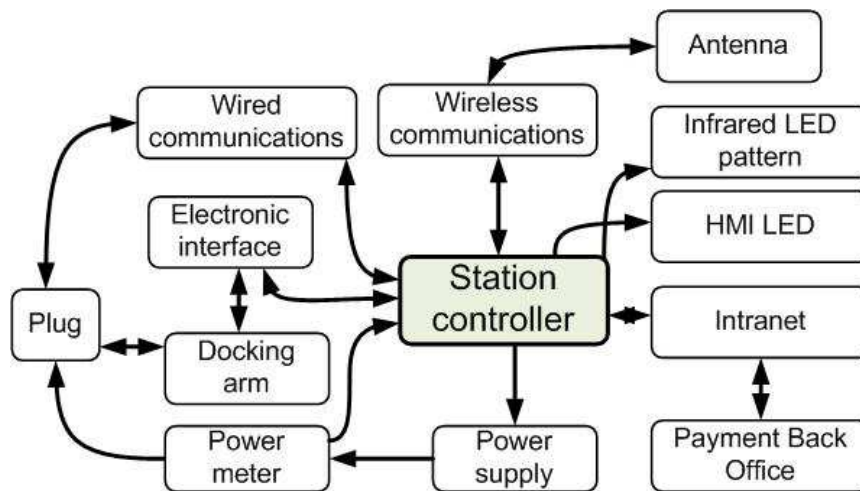 Antenna
Wired
communications
Wireless
communications
Infrared LED
pattern
Electronic
interface
HMI LED
Station
controller
Plug
Docking
arm
Intranet
Power
meter
Power
supply
Payment Back
Office